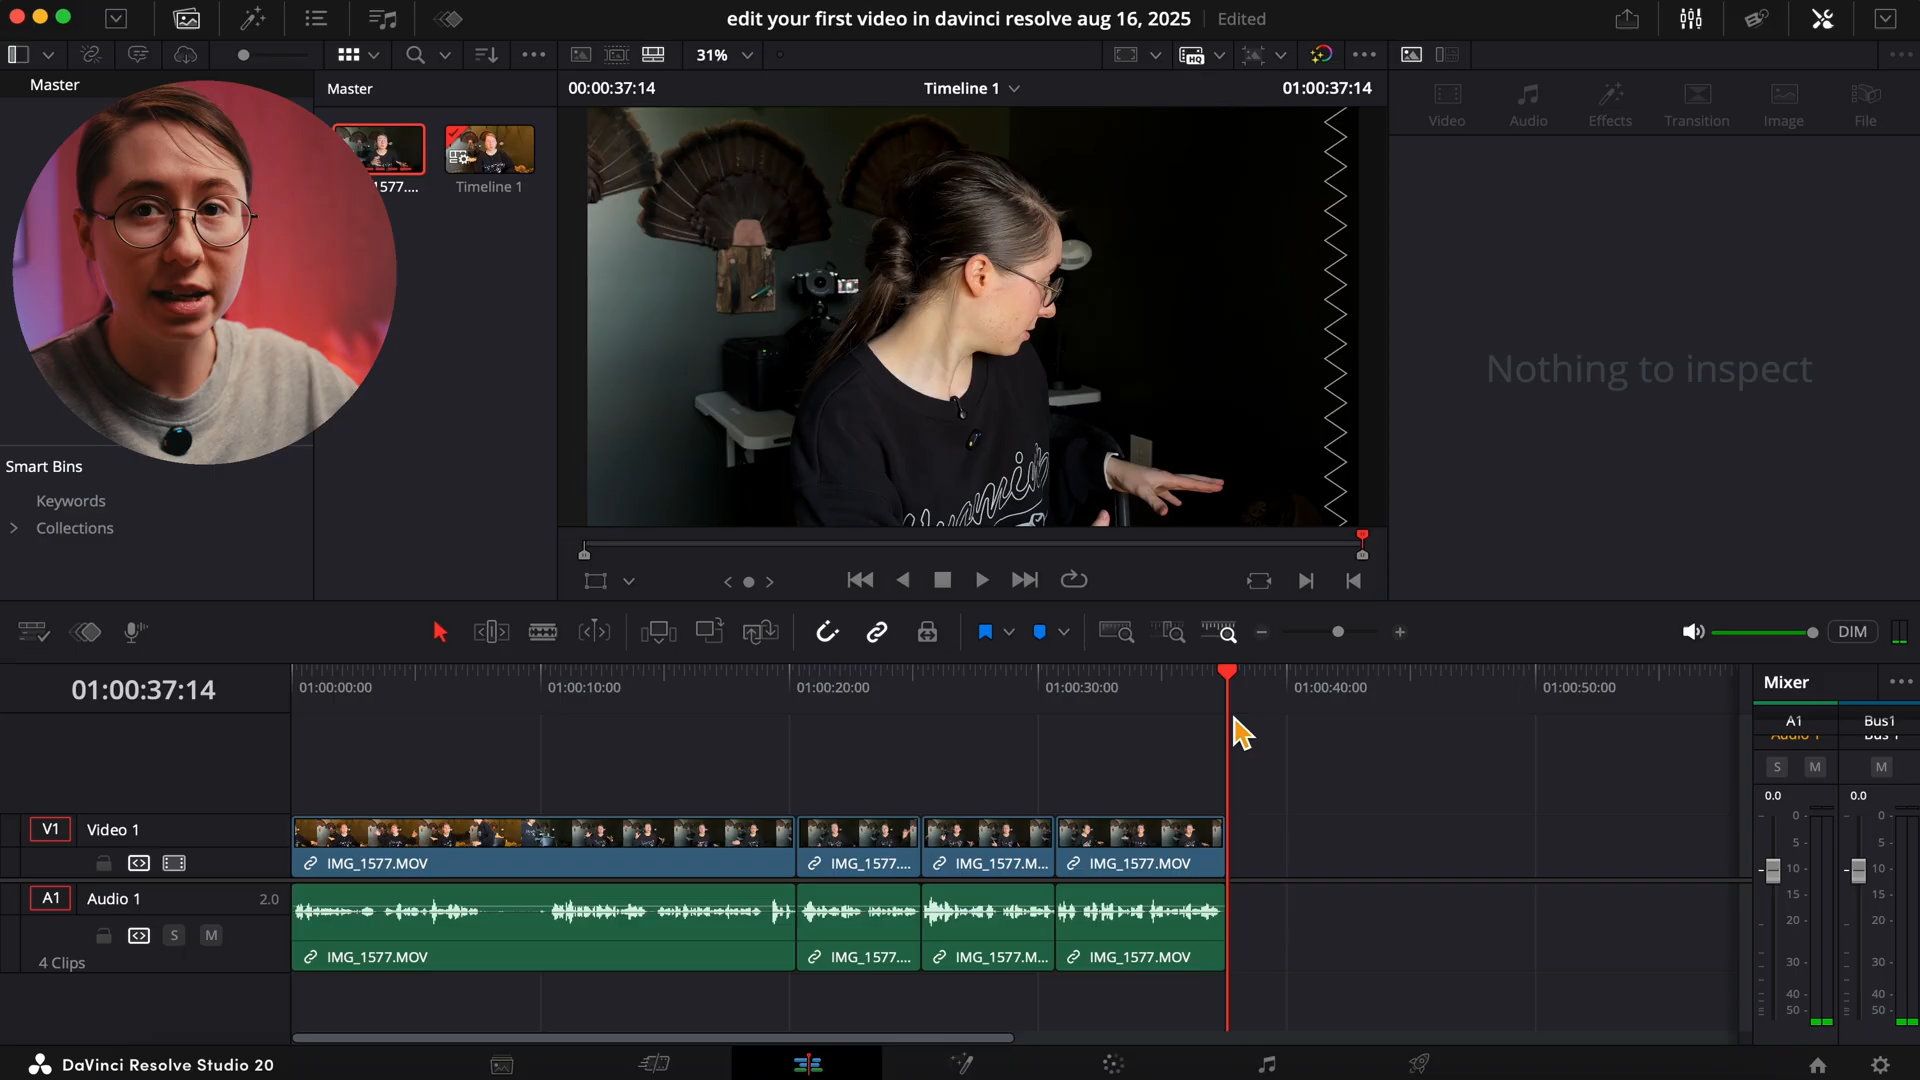 edit your first video in davinci resolve aug 16, 2025
Edited
31%
Master
Master
00:00:37:14
Timeline 1
01:00:37:14
Video
Audio
Effects
Transition
Image
File
1577....
Timeline 1
Nothing to inspect
Smart Bins
Keywords
Collections
DIM
01:00:37:14
01:00:00:00
01:00:10:00
01:00:20:00
01:00:30:00
01:00:40:00
01:00:50:00
Mixer
A1
Bus1
Audio 1
Bus 1
S
M
M
0.0
0.0
0
0
5
5
10
10
15
15
20
20
30
30
40
40
50
50
V1
Video 1
IMG_1577.MOV
IMG_1577....
IMG_1577.M...
IMG_1577.MOV
A1
Audio 1
2.0
S
M
4 Clips
IMG_1577.MOV
IMG_1577....
IMG_1577.M...
IMG_1577.MOV
DaVinci Resolve Studio 20